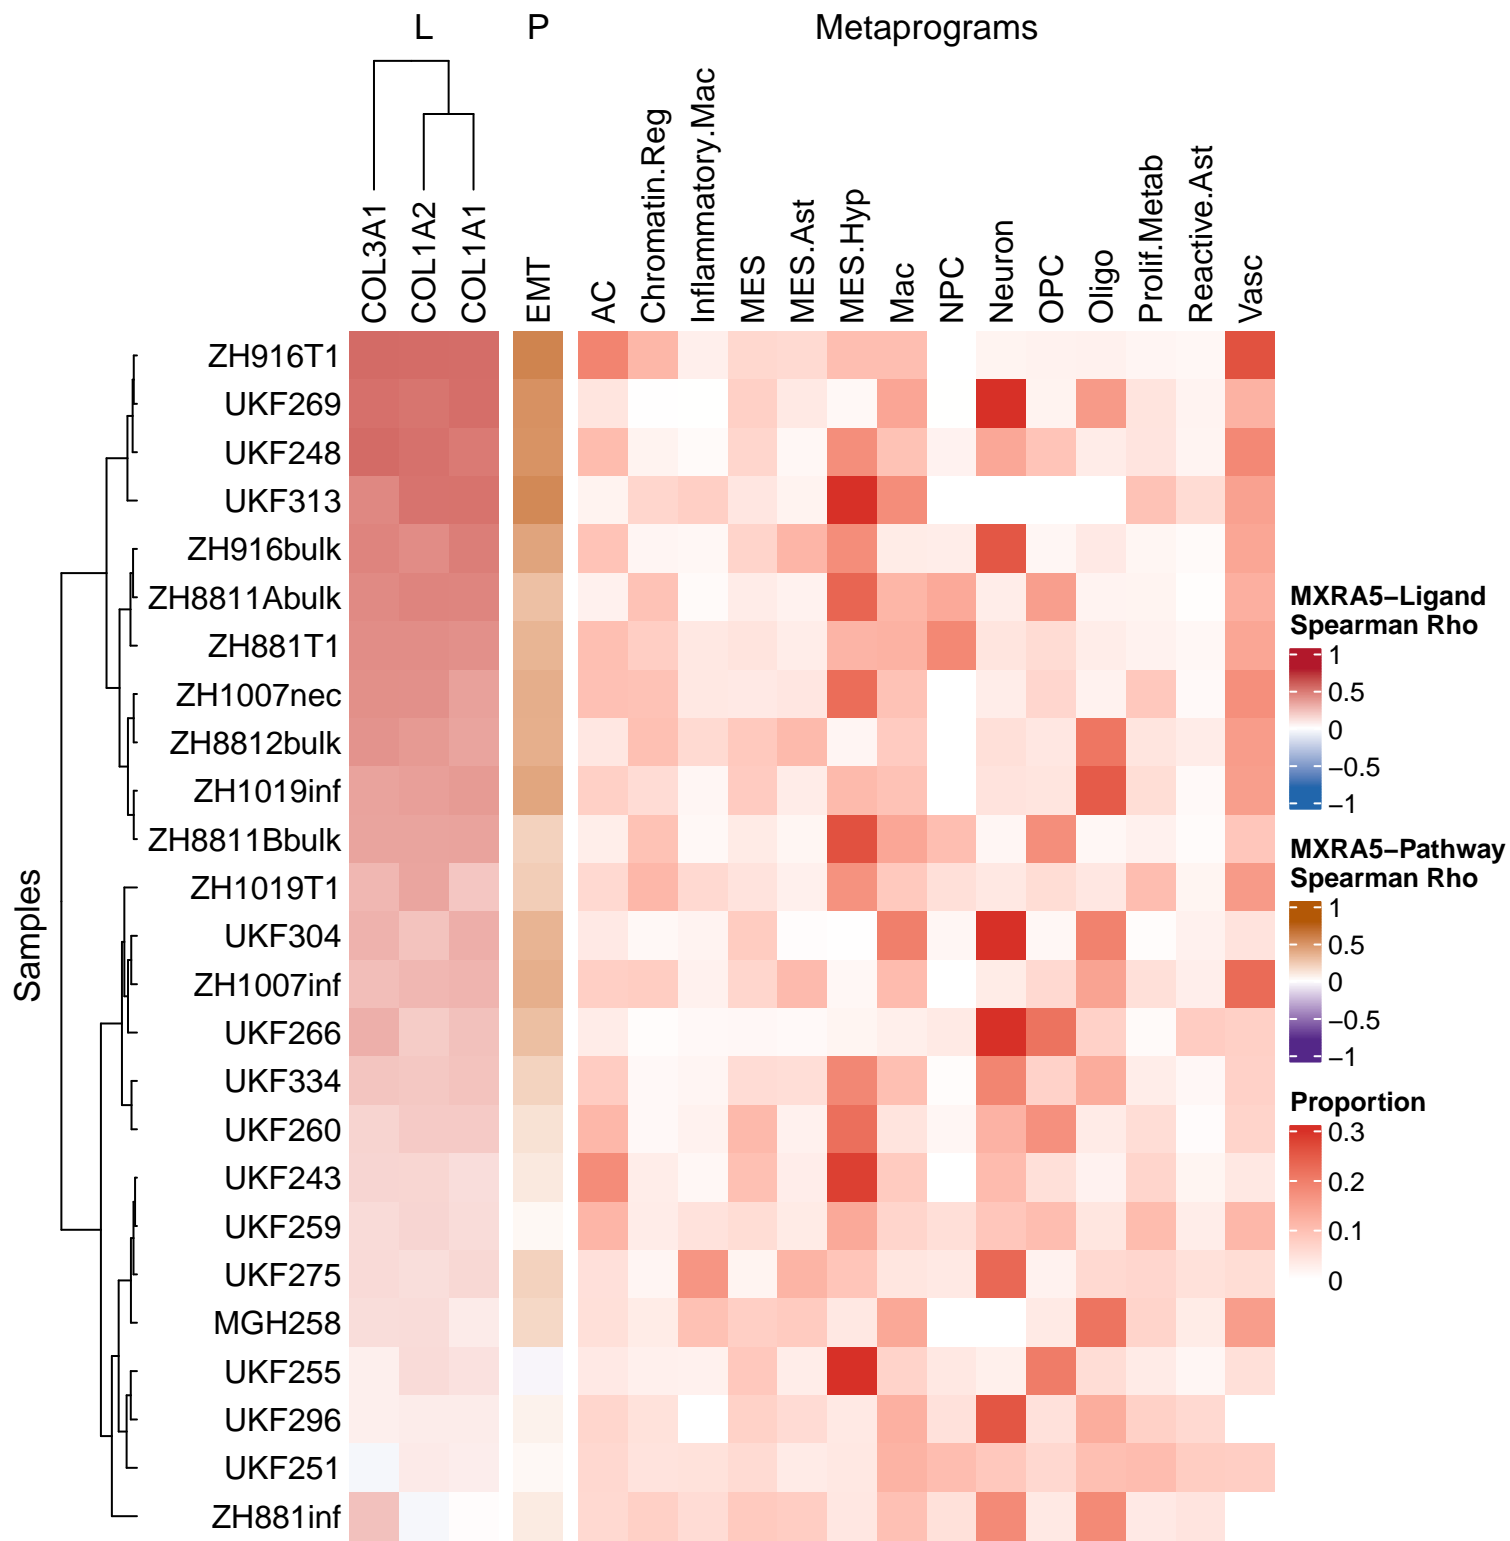 L P Metaprograms
COL3A1
COL1A2
COL1A1
EMT
AC
Chromatin.Reg
Inflammatory.Mac
MES
MES.Ast
MES.Hyp
Mac
NPC
Neuron
OPC
Oligo
Prolif.Metab
Reactive.Ast
Vasc
Samples
ZH916T1
UKF269
UKF248
UKF313
ZH916bulk
ZH8811Abulk
ZH881T1
ZH1007nec
ZH8812bulk
ZH1019inf
ZH8811Bbulk
ZH1019T1
UKF304
ZH1007inf
UKF266
UKF334
UKF260
UKF243
UKF259
UKF275
MGH258
UKF255
UKF296
UKF251
ZH881inf
MXRA5−Ligand
Spearman Rho
1
0.5
0
−0.5
−1
MXRA5−Pathway
Spearman Rho
1
0.5
0
−0.5
−1
Proportion
0.3
0.2
0.1
0